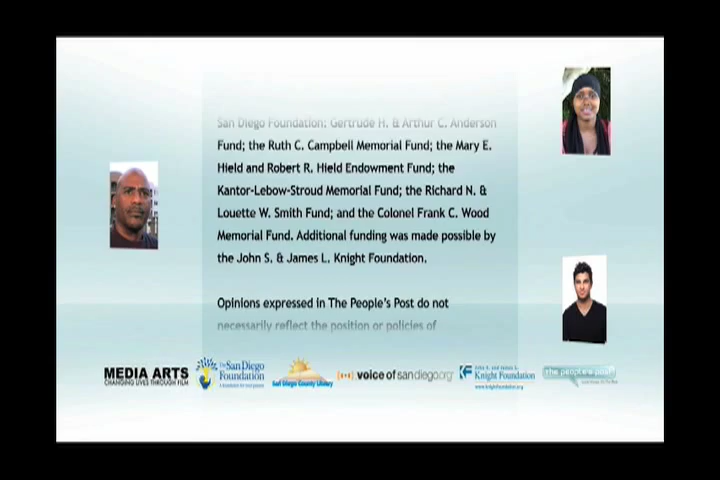 San Diego Foundation: Gertrude H. & Arthur C. Anderson
Fund; the Ruth C. Campbell Memorial Fund; the Mary E.
Hield and Robert R. Hield Endowment Fund; the
Kantor-Lebow-Stroud Memorial Fund; the Richard N. &
Louette W. Smith Fund; and the Colonel Frank C. Wood
Memorial Fund. Additional funding was made possible by
the John S. & James L. Knight Foundation.
Opinions expressed in The People's Post do not
necessarily reflect the position or policies of
MEDIA ARTS
CHANGING LIVES THROUGH FILM
The San Diego
Foundation
San Diego County Library
voice of sandiego.org
John S. and James L.
Knight Foundation
www.knightfoundation.org
the people's post